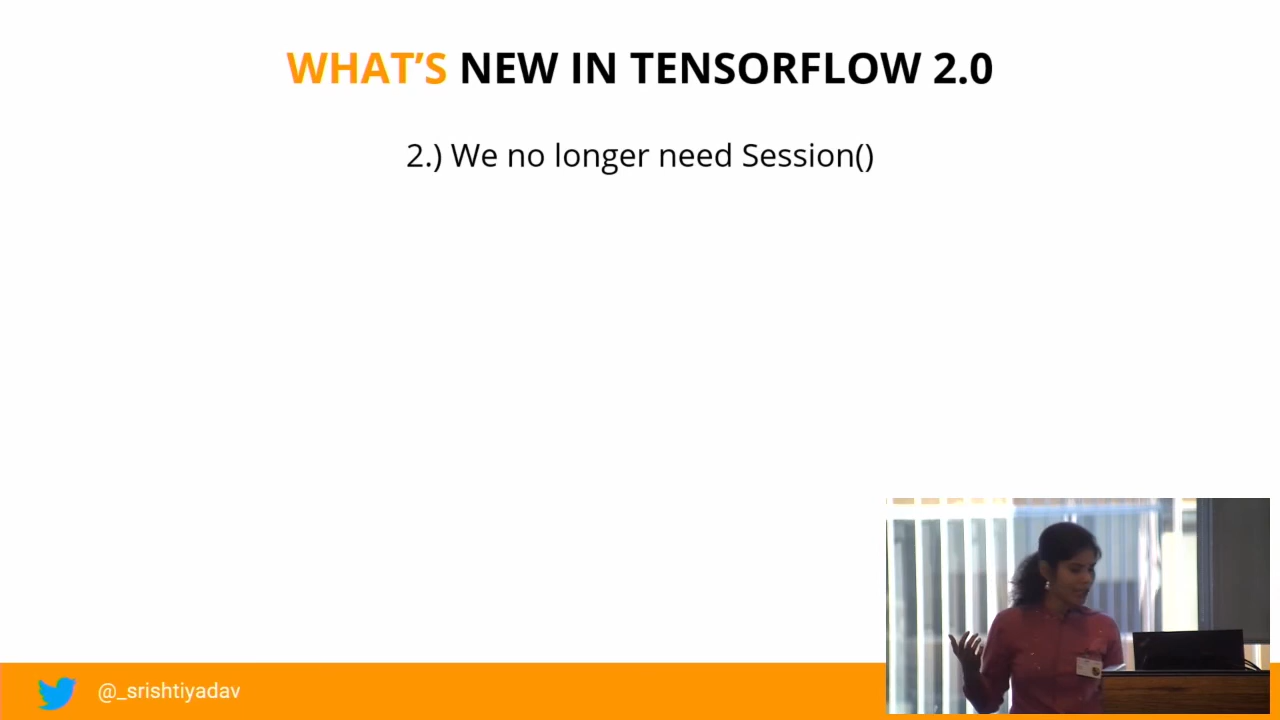 WHAT'S NEW IN TENSORFLOW 2.0
2.) We no longer need Session()
@_srishtiyadav